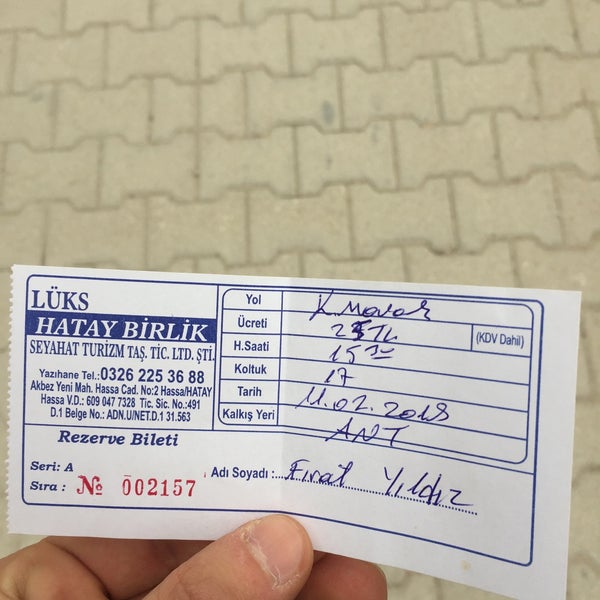 LÜKS
HATAY BİRLİK
SEYAHAT TURİZM TAŞ. TİC. LTD. ŞTİ.
Yazıhane Tel.:0326 225 36 88
Akbez Yeni Mah. Hassa Cad. No:2 Hassa/HATAY
Hassa V.D.: 609 047 7328 Tic. Sic. No.:491
D.1 Belge No.: ADN.U/NET.D.1 31.563
Yol
Ücreti 25 TL (KDV Dahil)
H.Saati 15
Koltuk 17
Tarih 11.02.2018
Kalkış Yeri ANT
Rezerve Bileti
Seri: A
Sıra : № 002157
Adı Soyadı : Fırat Yıldız